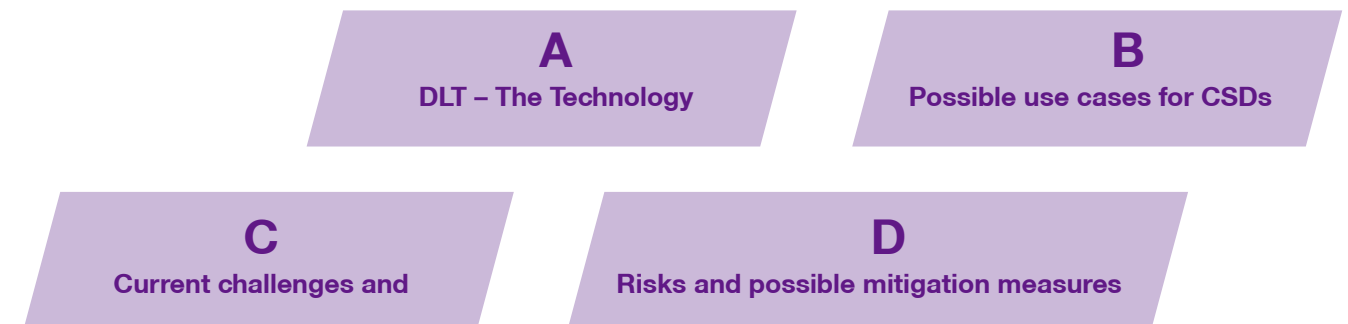 A
DLT – The Technology
B
Possible use cases for CSDs
C
Current challenges and
D
Risks and possible mitigation measures